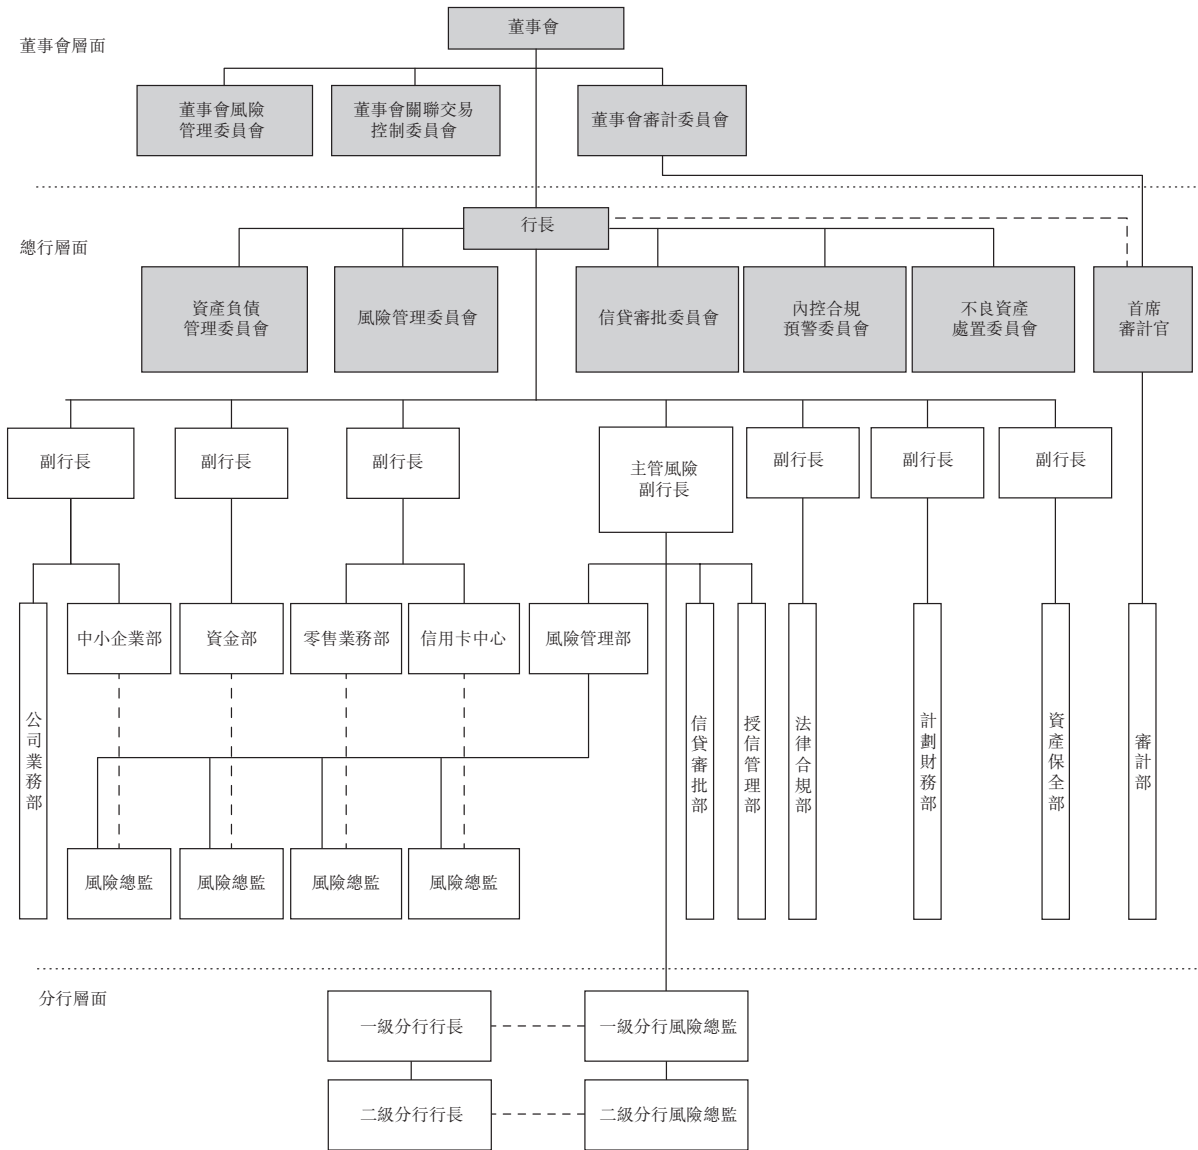 董事會
董事會層面
董事會風險
管理委員會
董事會關聯交易
控制委員會
董事會審計委員會
行長
總行層面
資產負債
管理委員會
風險管理委員會
信貸審批委員會
內控合規
預警委員會
不良資產
處置委員會
首席
審計官
副行長
副行長
副行長
主管風險
副行長
副行長
副行長
副行長
公司業務部
中小企業部
資金部
零售業務部
信用卡中心
風險管理部
信貸審批部
授信管理部
法律合規部
計劃財務部
資產保全部
審計部
風險總監
風險總監
風險總監
風險總監
分行層面
一級分行行長
一級分行風險總監
二級分行行長
二級分行風險總監